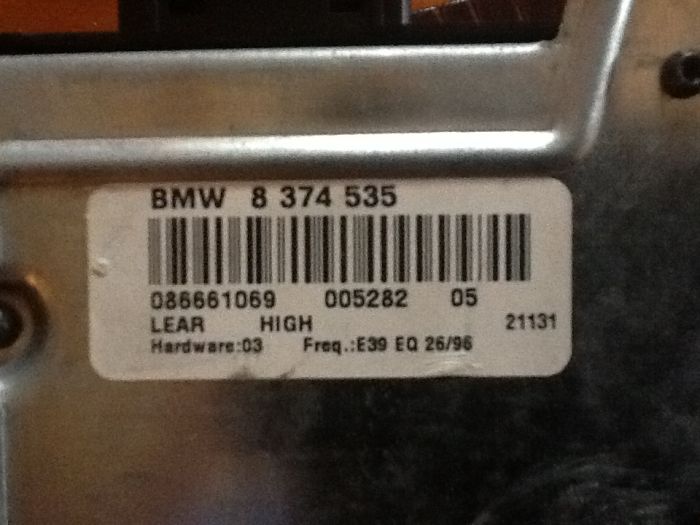 BMW 8 374 535
086661069 005282 05
LEAR HIGH 21131
Hardware:03 Freq.:E39 EQ 26/96